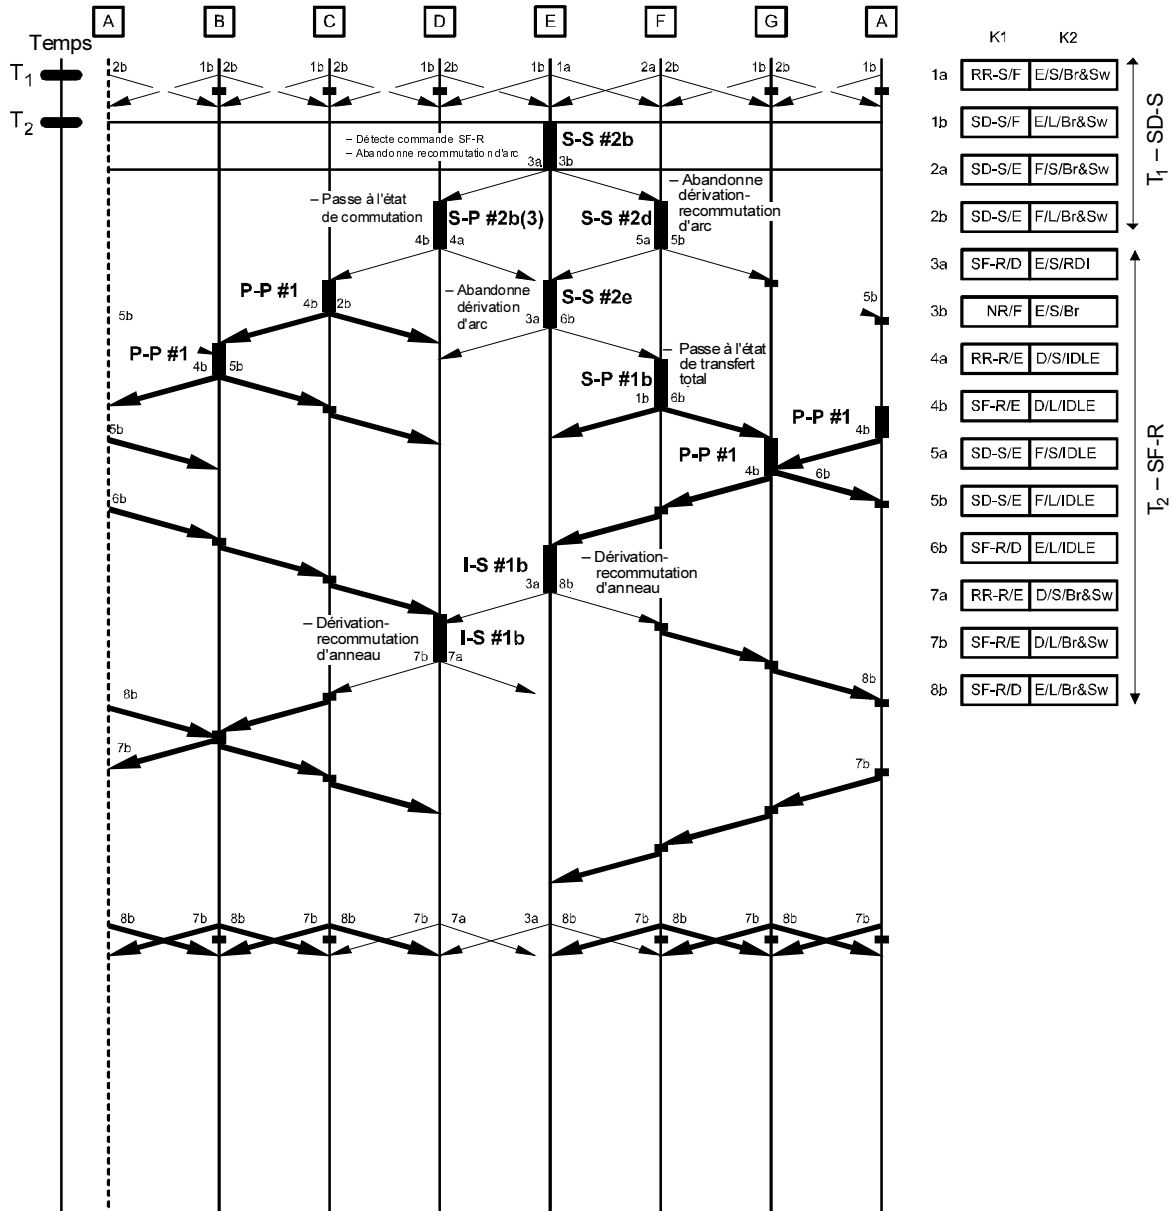 A B C D E F G A
K1 K2
Temps
T1
2b 1b 2b 1b 2b 1b 2b 1b 1a 2a 2b 1b 2b 1b
1a RR-S/F E/S/Br&Sw
T2
1b SD-S/F E/L/Br&Sw
– Détecte commande SF-R
– Abandonne recommutation d'arc
S-S #2b
3a 3b
2a SD-S/E F/S/Br&Sw
T1 – SD-S
– Passe à l'état
de commutation
S-P #2b(3)
4b 4a
S-S #2d
5a 5b
– Abandonne
dérivation-
recommutation
d'arc
2b SD-S/E F/L/Br&Sw
3a SF-R/D E/S/RDI
P-P #1
4b 2b
– Abandonne
dérivation
d'arc
S-S #2e
3a 6b
5b
3b NR/F E/S/Br
5b
P-P #1
4b 5b
– Passe à l'état
de transfert
total
S-P #1b
1b 6b
4a RR-R/E D/S/IDLE
4b SF-R/E D/L/IDLE
P-P #1
4b
5b
P-P #1
4b 6b
5a SD-S/E F/S/IDLE
T2 – SF-R
6b
5b SD-S/E F/L/IDLE
6b SF-R/D E/L/IDLE
I-S #1b
3a 8b
– Dérivation-
recommutation
d'anneau
7a RR-R/E D/S/Br&Sw
– Dérivation-
recommutation
d'anneau
I-S #1b
7b 7a
7b SF-R/E D/L/Br&Sw
8b
8b
8b SF-R/D E/L/Br&Sw
7b
7b
8b 7b 8b 7b 8b 7b 7a 3a 8b 7b 8b 7b 8b 7b